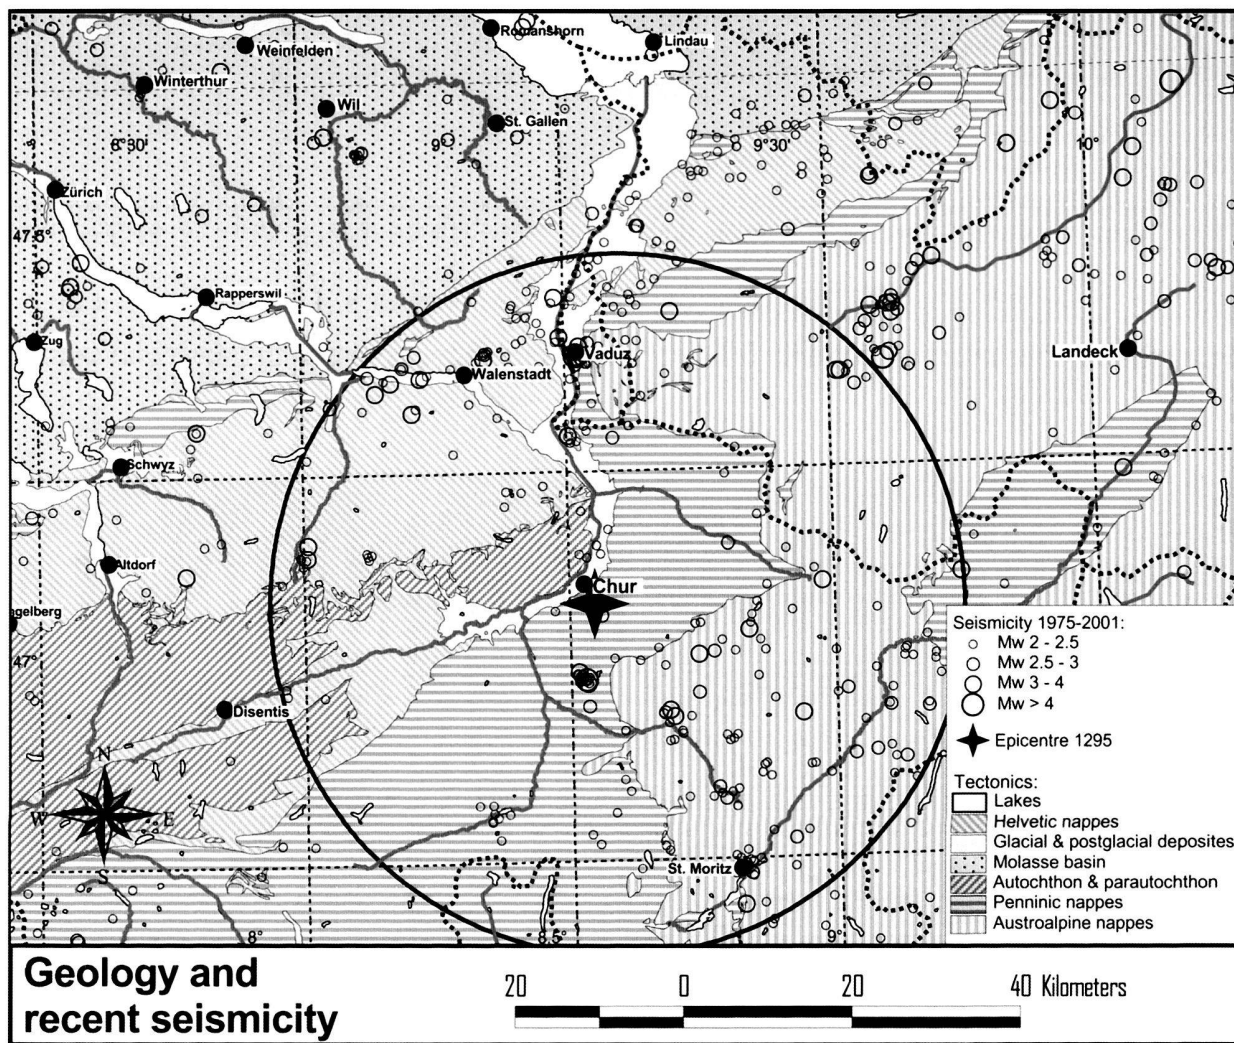 Romanshorn
Lindau
Weinfelden
Winterthur
Wil
St. Gallen
8°30'
9°
9°30'
10°
Zürich
47.5°
Rapperswil
Zug
Vaduz
Landeck
Walenstadt
Schwyz
Altdorf
Chur
ngelberg
47°
Disentis
N
W
E
S
St. Moritz
8°
8.5°
9°
Seismicity 1975-2001:
Mw 2 - 2.5
Mw 2.5 - 3
Mw 3 - 4
Mw > 4
Epicentre 1295
Tectonics:
Lakes
Helvetic nappes
Glacial & postglacial deposites
Molasse basin
Autochthon & parautochthon
Penninic nappes
Austroalpine nappes
Geology and
recent seismicity
20 0 20 40 Kilometers